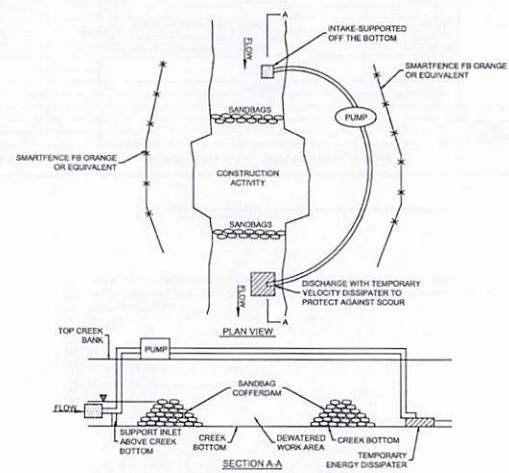 A
INTAKE-SUPPORTED
OFF THE BOTTOM
FLOW
SMARTFENCE FB ORANGE
OR EQUIVALENT
SANDBAGS
PUMP
SMARTFENCE FB ORANGE
OR EQUIVALENT
CONSTRUCTION
ACTIVITY
SANDBAGS
DISCHARGE WITH TEMPORARY
VELOCITY DISSIPATER TO
PROTECT AGAINST SCOUR
FLOW
A
PLAN VIEW
TOP CREEK
BANK
PUMP
SANDBAG
COFFERDAM
FLOW
SUPPORT INLET
ABOVE CREEK
BOTTOM
CREEK
BOTTOM
DEWATERED
WORK AREA
CREEK BOTTOM
TEMPORARY
ENERGY DISSIPATER
SECTION A-A